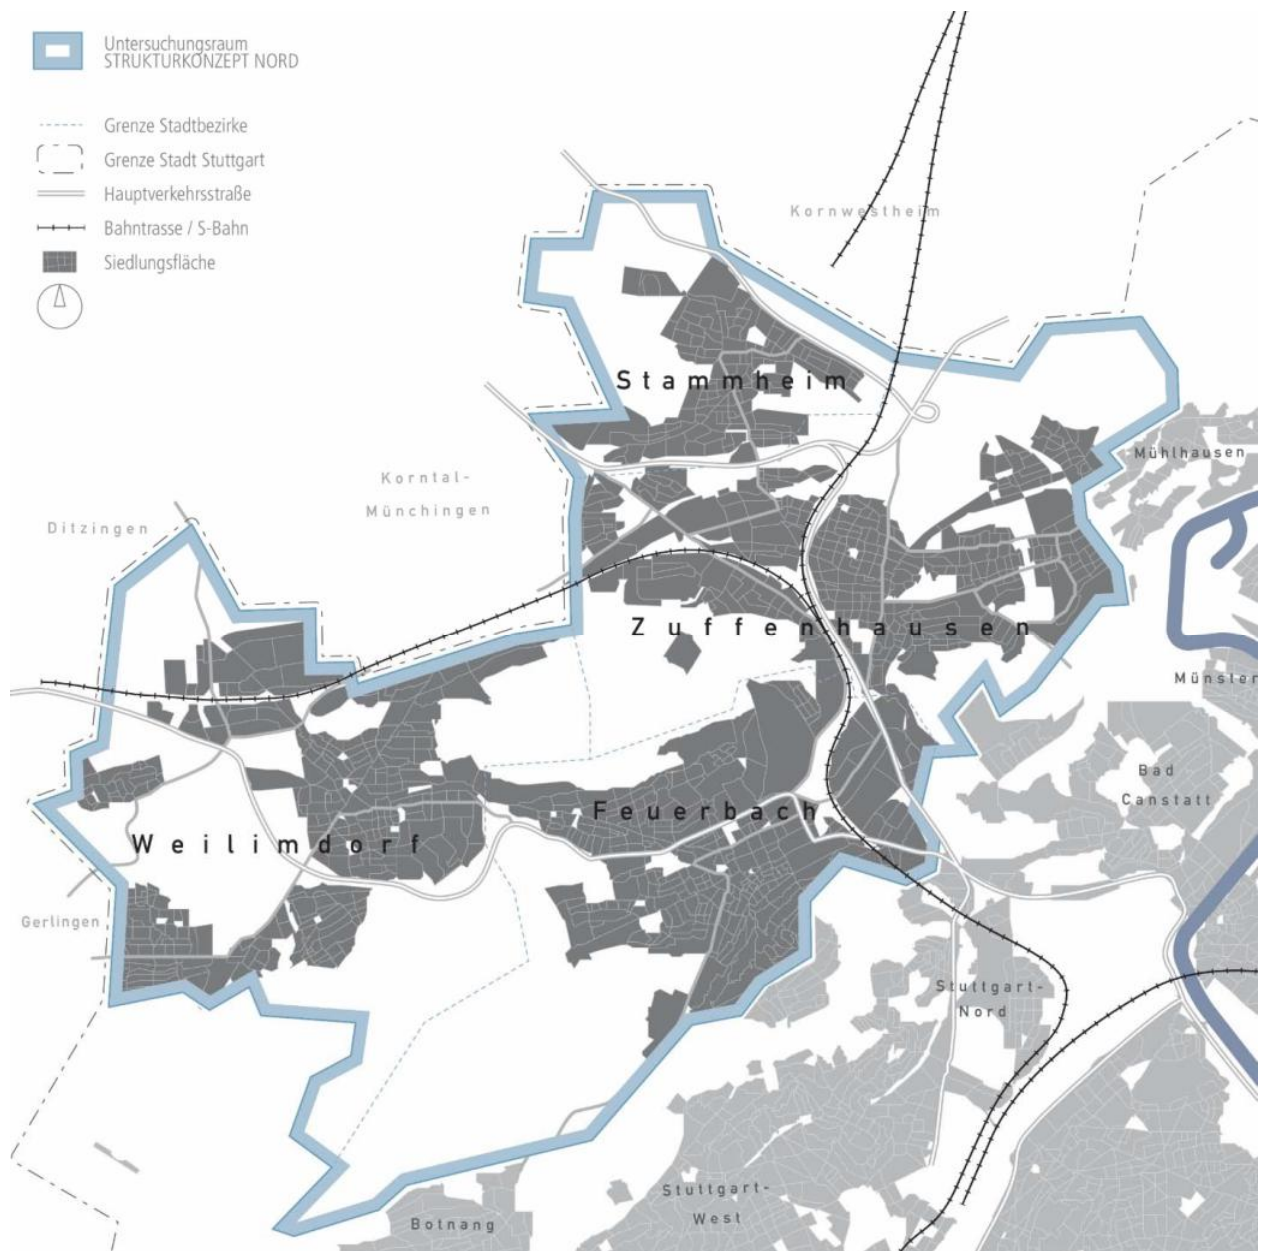 Untersuchungsraum
STRUKTURKONZEPT NORD
Grenze Stadtbezirke
Grenze Stadt Stuttgart
Hauptverkehrsstraße
Bahntrasse / S-Bahn
Siedlungsfläche
Kornwestheim
Stammheim
Mühlhausen
Korntal-
Münchingen
Ditzingen
Zuffenhausen
Münster
Bad
Canstatt
Feuerbach
Weilimdorf
Gerlingen
Stuttgart-
Nord
Stuttgart-
West
Botnang